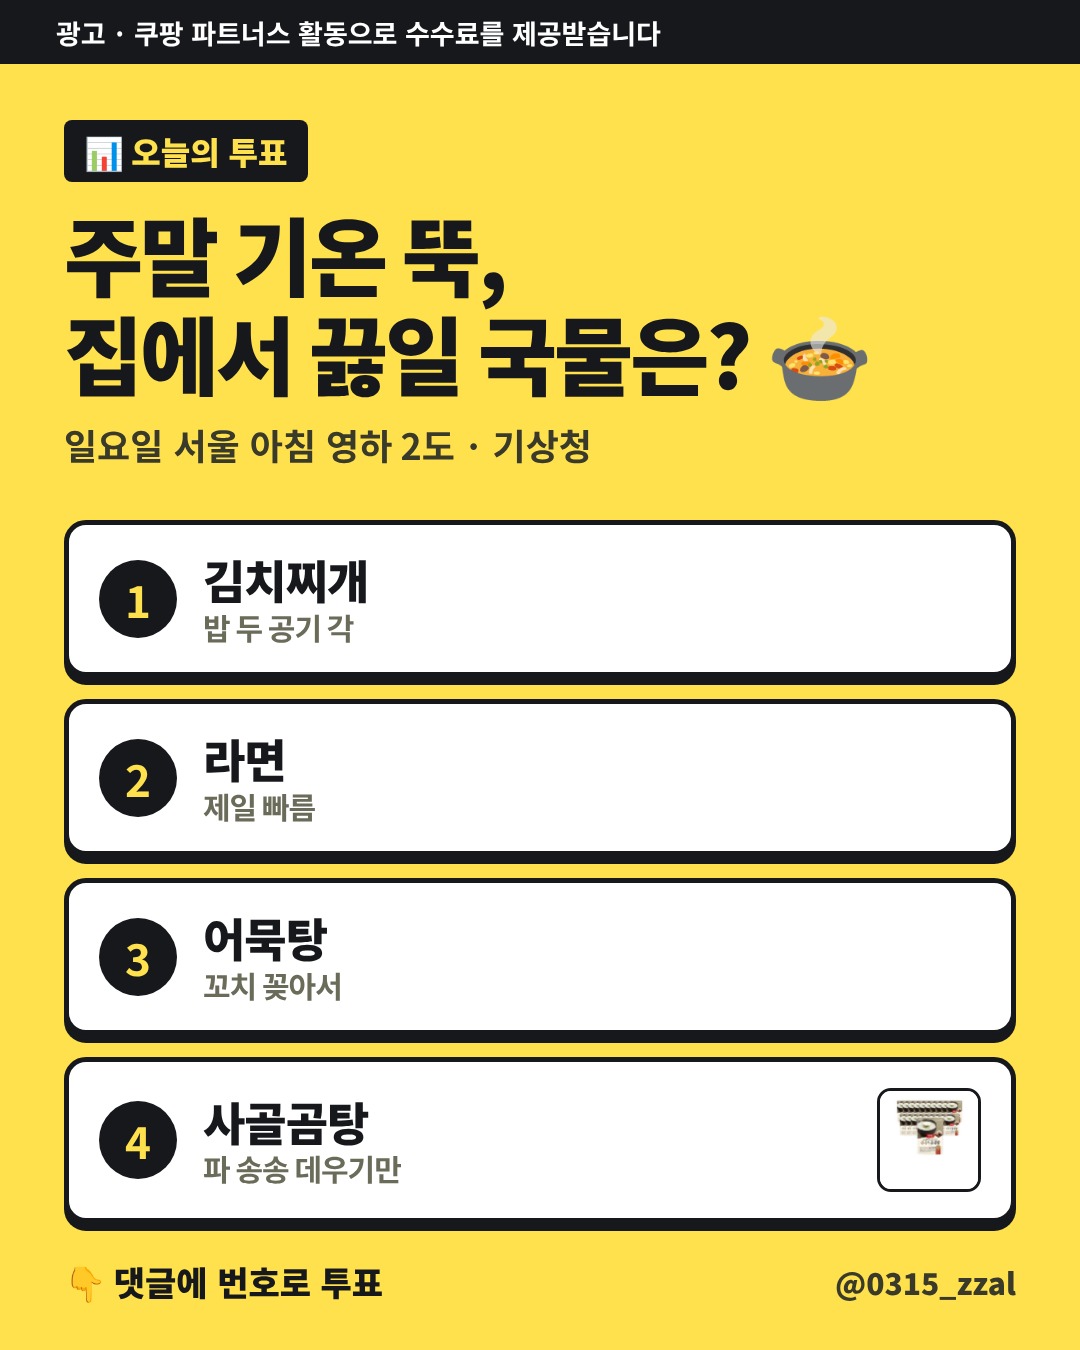 광고 · 쿠팡 파트너스 활동으로 수수료를 제공받습니다
📊 오늘의 투표
주말 기온 뚝,
집에서 끓일 국물은? 🍲
일요일 서울 아침 영하 2도 · 기상청
1
김치찌개
밥 두 공기 각
2
라면
제일 빠름
3
어묵탕
꼬치 꽂아서
4
사골곰탕
파 송송 데우기만
👇 댓글에 번호로 투표
@0315_zzal